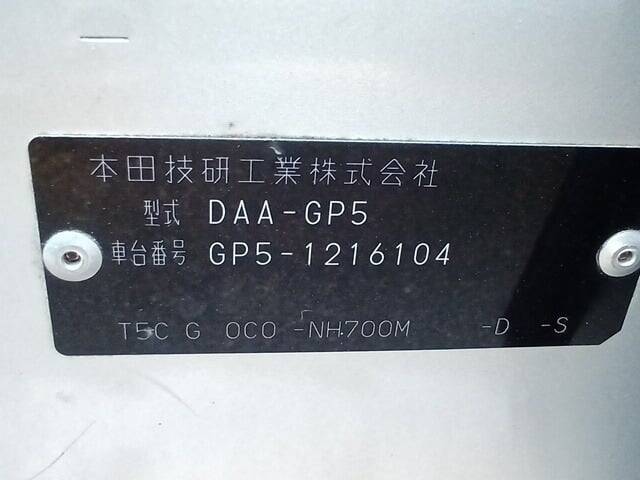 本田技研工業株式会社
型式 DAA-GP5
車台番号 GP5-1216104
T5C G 0C0 -NH700M -D -S